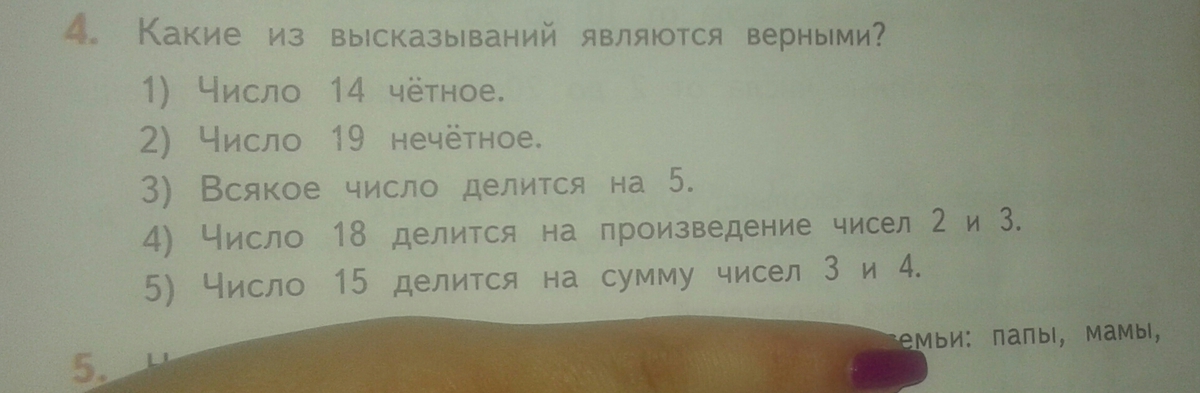 4. Какие из высказываний являются верными?
1) Число 14 чётное.
2) Число 19 нечётное.
3) Всякое число делится на 5.
4) Число 18 делится на произведение чисел 2 и 3.
5) Число 15 делится на сумму чисел 3 и 4.
5. семьи: папы, мамы,